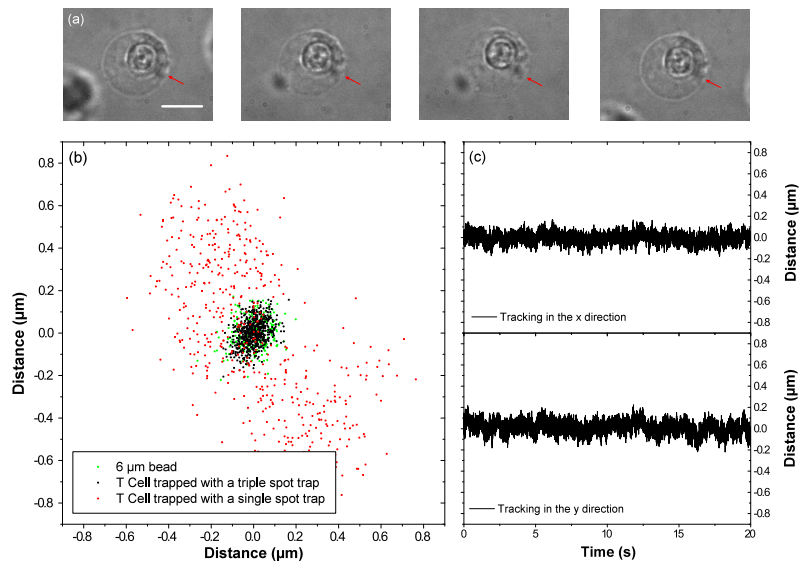 (a)
(b)
0.8
0.6
0.4
0.2
0.0
-0.2
-0.4
-0.6
-0.8
Distance (µm)
6 µm bead
T Cell trapped with a triple spot trap
T Cell trapped with a single spot trap
-0.8 -0.6 -0.4 -0.2 0.0 0.2 0.4 0.6 0.8
Distance (µm)
(c)
0.8
0.6
0.4
0.2
0.0
-0.2
-0.4
-0.6
-0.8
Distance (µm)
Tracking in the x direction
0.8
0.6
0.4
0.2
0.0
-0.2
-0.4
-0.6
-0.8
Distance (µm)
Tracking in the y direction
0 5 10 15 20
Time (s)